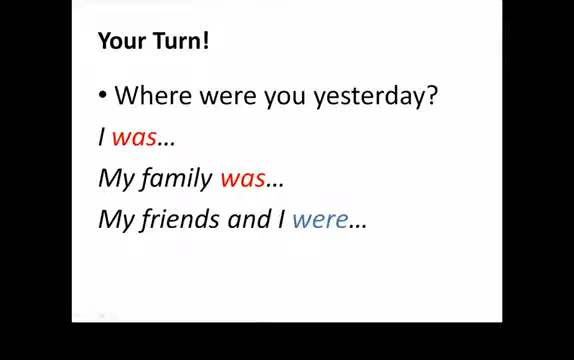 Your Turn!
• Where were you yesterday?
I was...
My family was...
My friends and I were...